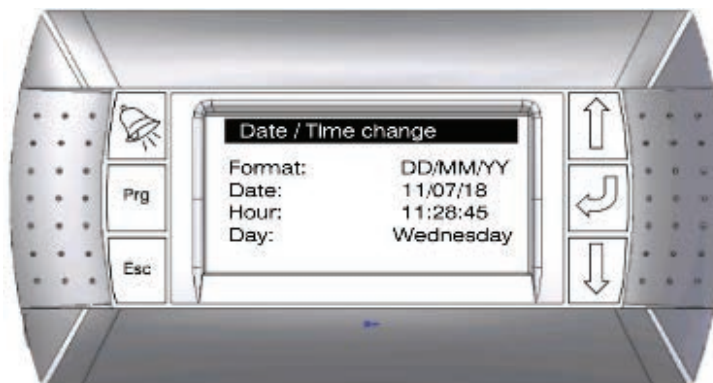 Date / Time change
Format: DD/MM/YY
Date: 11/07/18
Hour: 11:28:45
Day: Wednesday
Prg
Esc